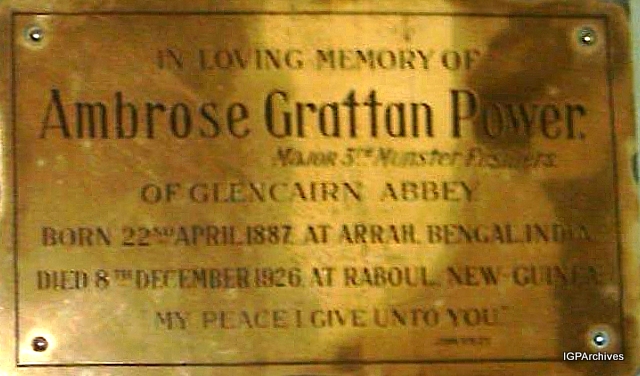 IN LOVING MEMORY OF
Ambrose Grattan Power.
Major 5TH Munster Fusiliers.
OF GLENCAIRN ABBEY
BORN 22ND APRIL.1887. AT ARRAH. BENGAL.INDIA.
DIED 8TH DECEMBER 1926. AT RABOUL. NEW-GUINEA.
"MY PEACE I GIVE UNTO YOU"
IGPArchives